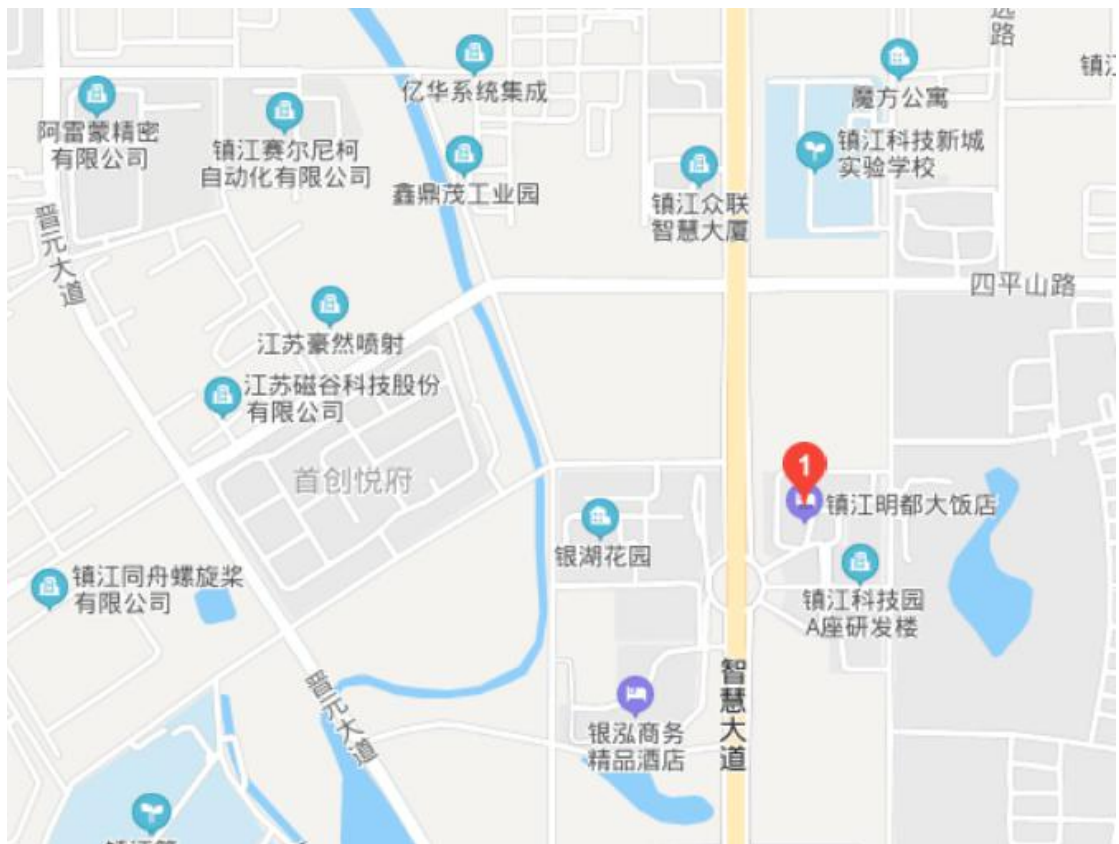 远路
镇江
亿华系统集成
魔方公寓
阿雷蒙精密
有限公司
镇江赛尔尼柯
自动化有限公司
镇江科技新城
实验学校
鑫鼎茂工业园
镇江众联
智慧大厦
晋元大道
四平山路
江苏豪然喷射
江苏磁谷科技股份
有限公司
首创悦府
1
镇江明都大饭店
银湖花园
镇江同舟螺旋桨
有限公司
镇江科技园
A座研发楼
晋元大道
智慧大道
银泓商务
精品酒店